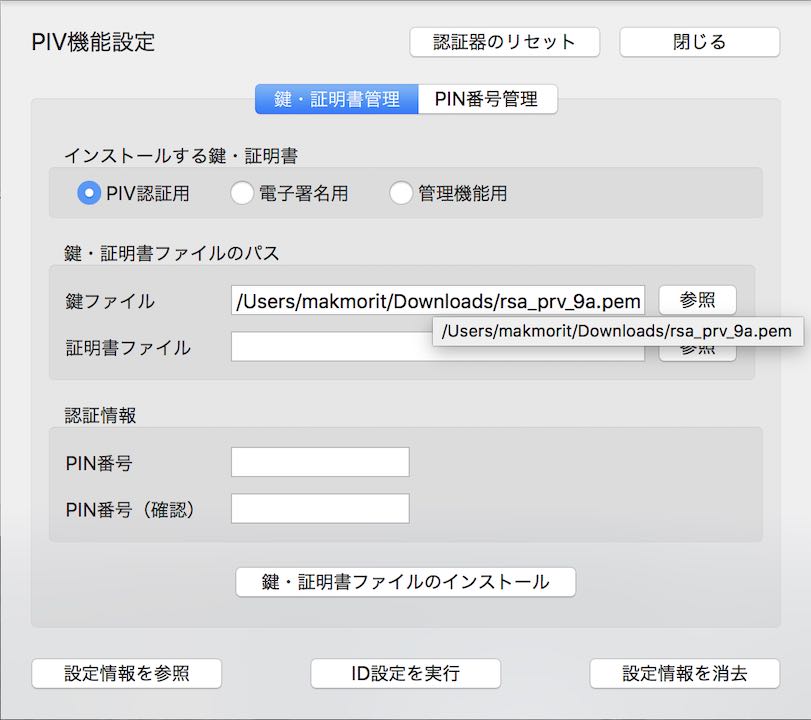 PIV機能設定 認証器のリセット 閉じる
鍵・証明書管理 PIN番号管理
インストールする鍵・証明書
PIV認証用 電子署名用 管理機能用
鍵・証明書ファイルのパス
鍵ファイル /Users/makmorit/Downloads/rsa_prv_9a.pem 参照
/Users/makmorit/Downloads/rsa_prv_9a.pem
証明書ファイル 参照
認証情報
PIN番号
PIN番号（確認）
鍵・証明書ファイルのインストール
設定情報を参照 ID設定を実行 設定情報を消去